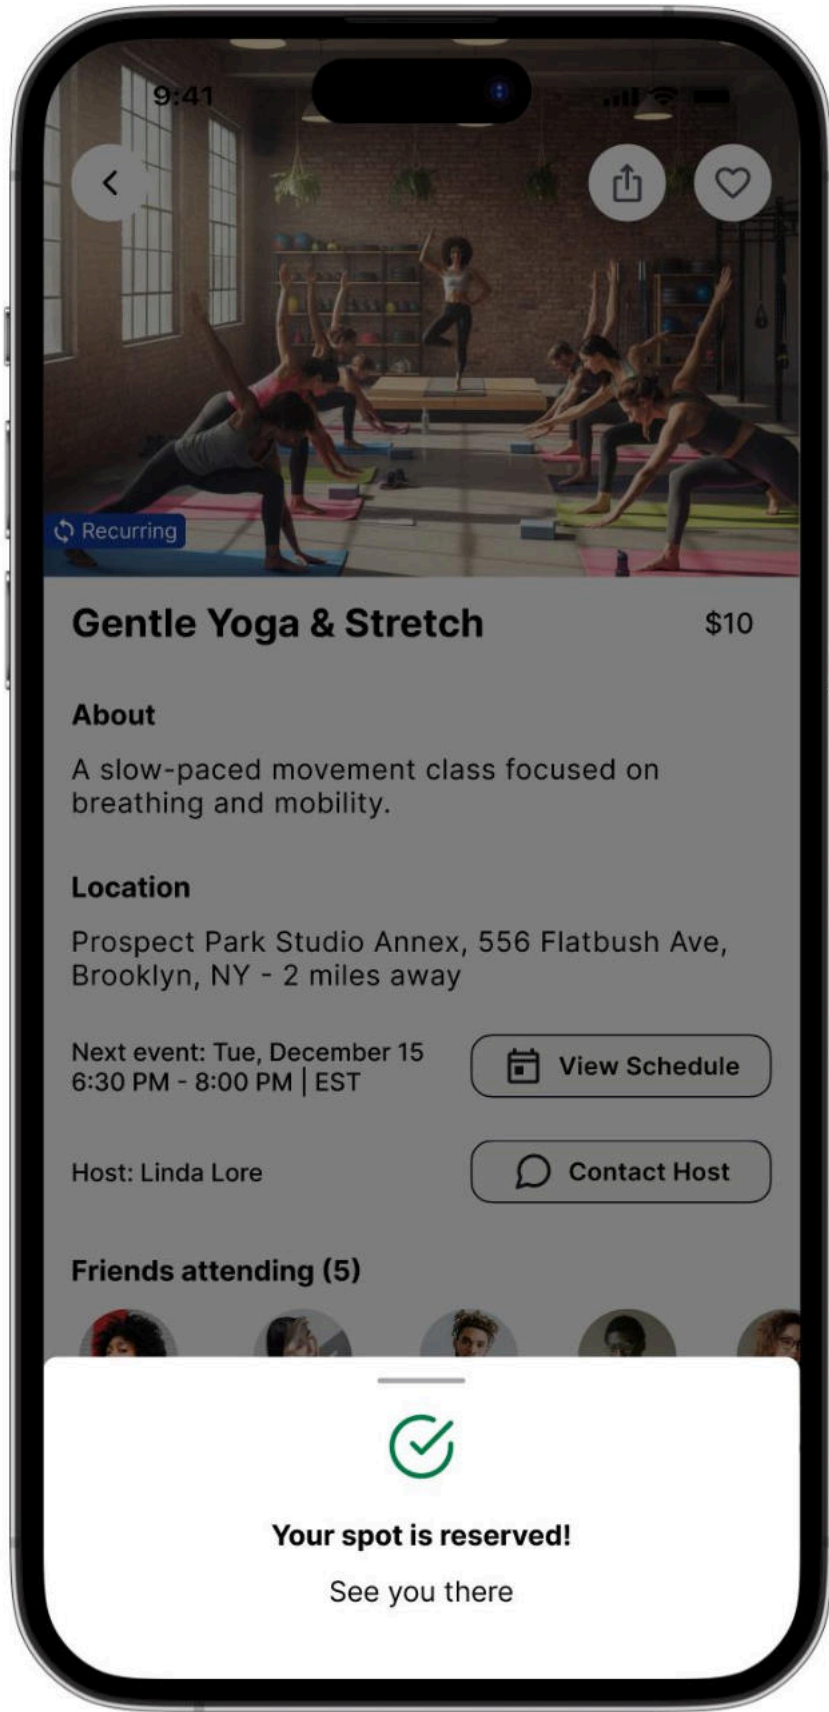 9:41
Recurring
Gentle Yoga & Stretch
$10
About
A slow-paced movement class focused on
breathing and mobility.
Location
Prospect Park Studio Annex, 556 Flatbush Ave,
Brooklyn, NY - 2 miles away
Next event: Tue, December 15
6:30 PM - 8:00 PM | EST
View Schedule
Host: Linda Lore
Contact Host
Friends attending (5)
Your spot is reserved!
See you there